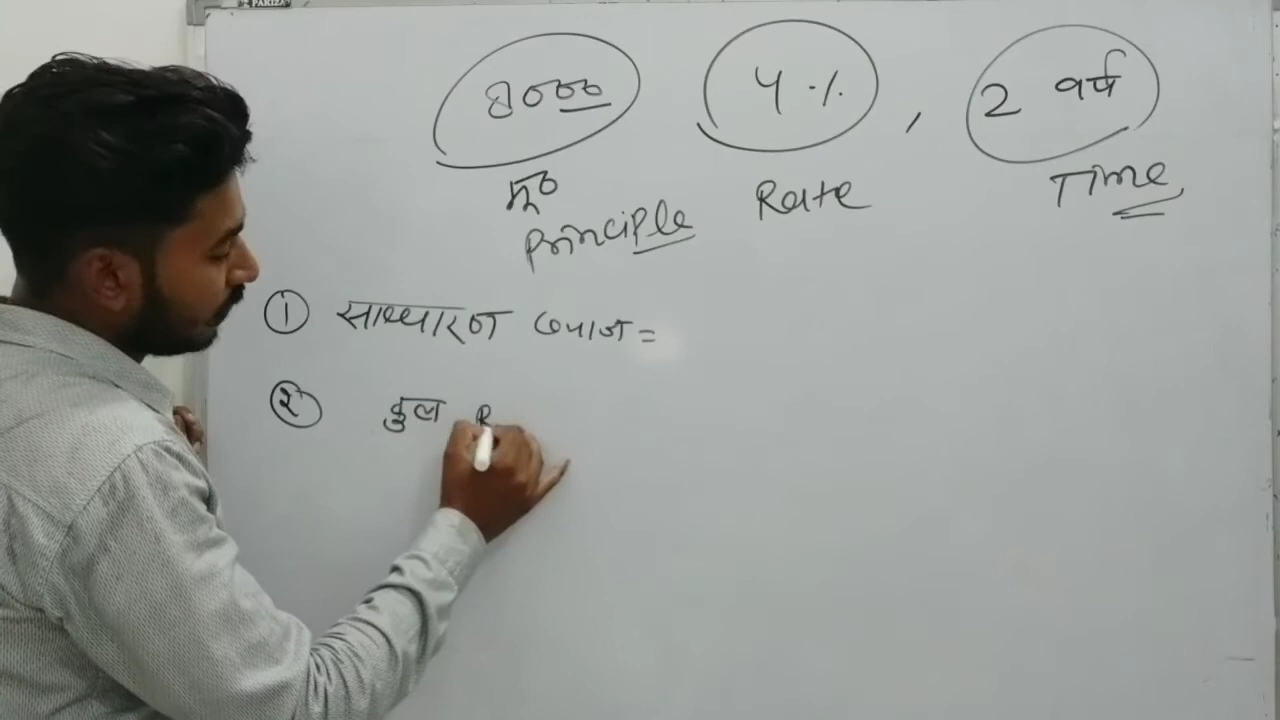 8000 4 %, 2 वर्ष
मू० Rate Time
Principle
① साधारण ब्याज =
② कुल